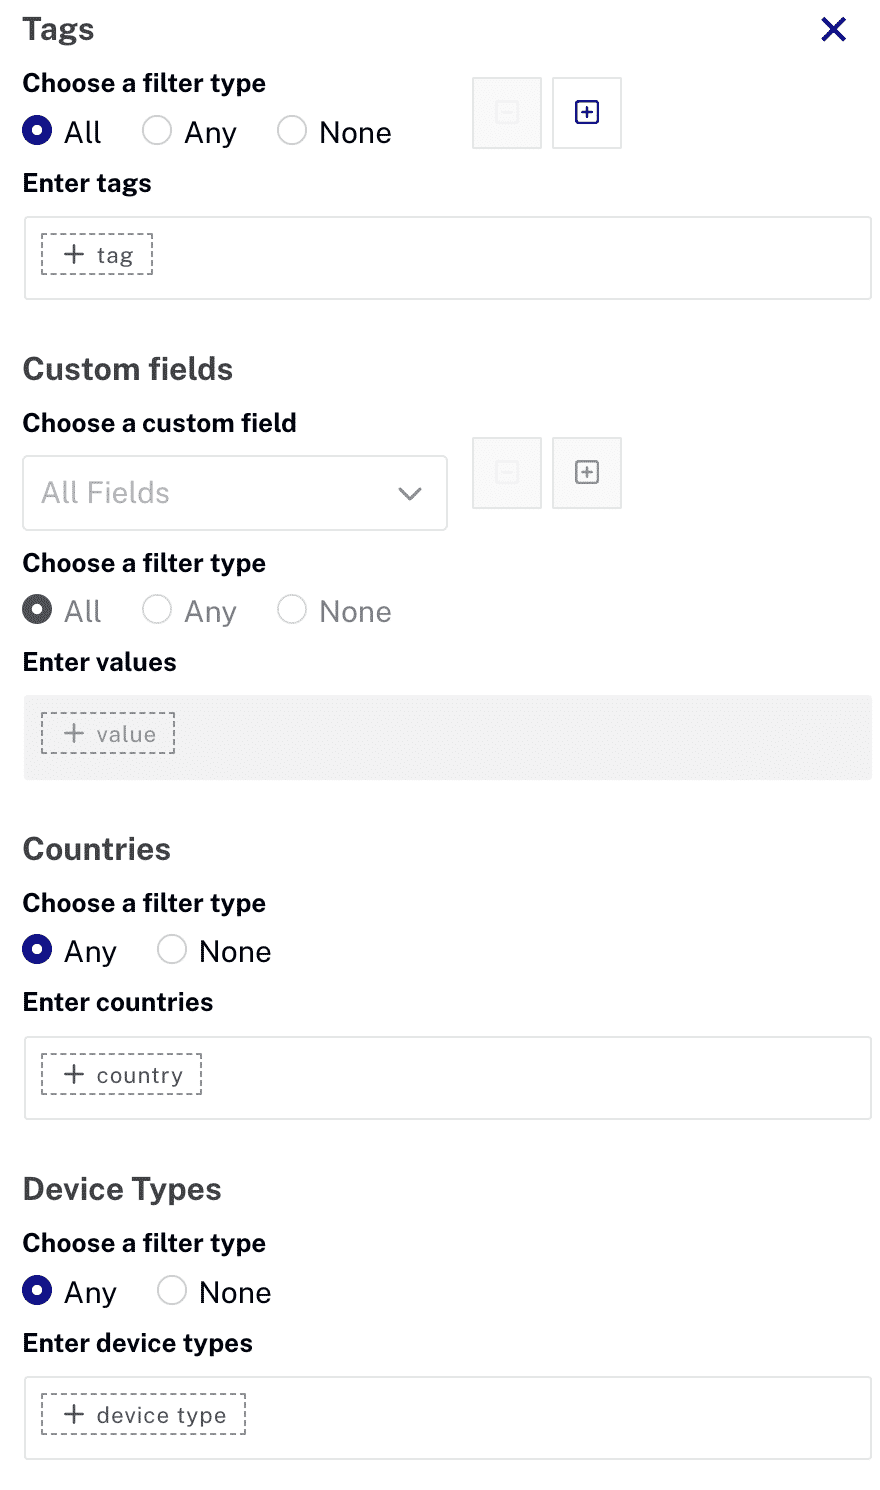 Tags
Choose a filter type
All Any None
Enter tags
+ tag
Custom fields
Choose a custom field
All Fields
Choose a filter type
All Any None
Enter values
+ value
Countries
Choose a filter type
Any None
Enter countries
+ country
Device Types
Choose a filter type
Any None
Enter device types
+ device type